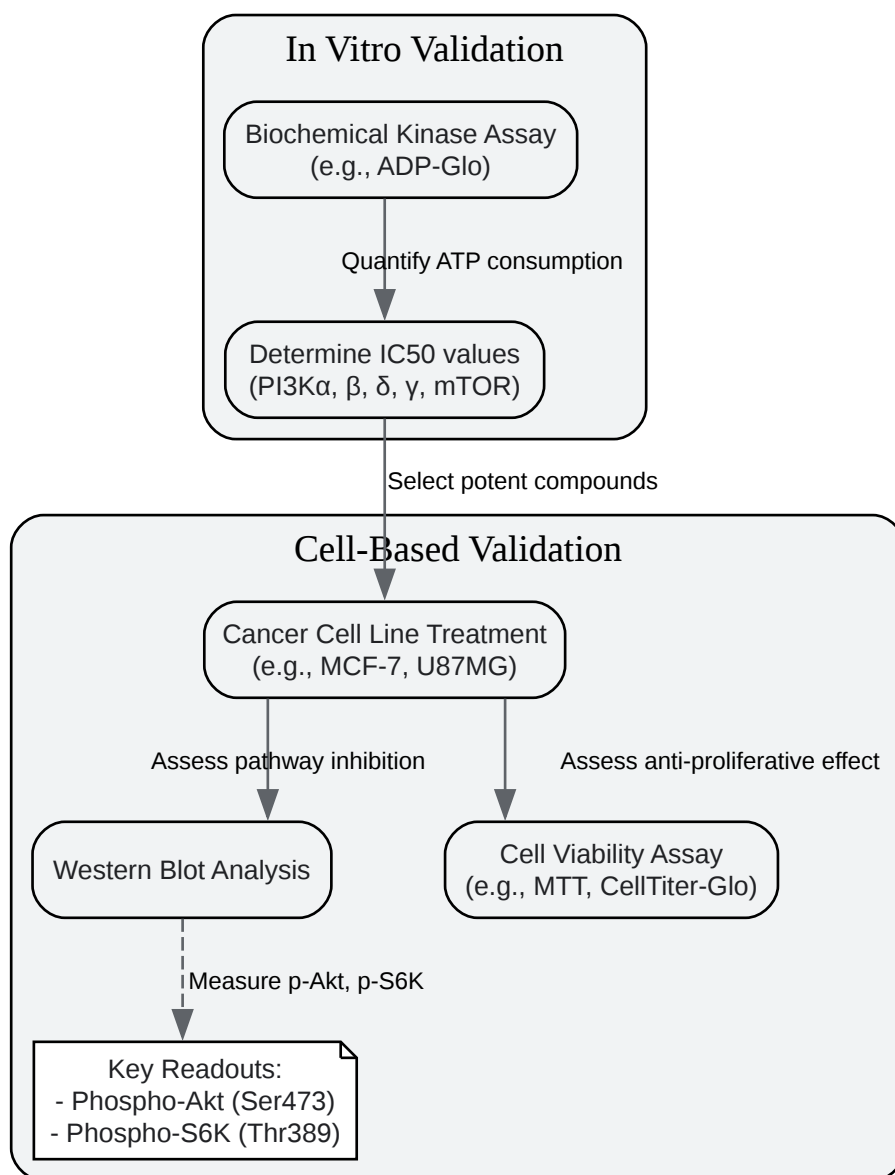 In Vitro Validation
Biochemical Kinase Assay
(e.g., ADP-Glo)
Quantify ATP consumption
Determine IC50 values
(PI3Kα, β, δ, γ, mTOR)
Select potent compounds
Cell-Based Validation
Cancer Cell Line Treatment
(e.g., MCF-7, U87MG)
Assess pathway inhibition
Assess anti-proliferative effect
Western Blot Analysis
Cell Viability Assay
(e.g., MTT, CellTiter-Glo)
Measure p-Akt, p-S6K
Key Readouts:
- Phospho-Akt (Ser473)
- Phospho-S6K (Thr389)